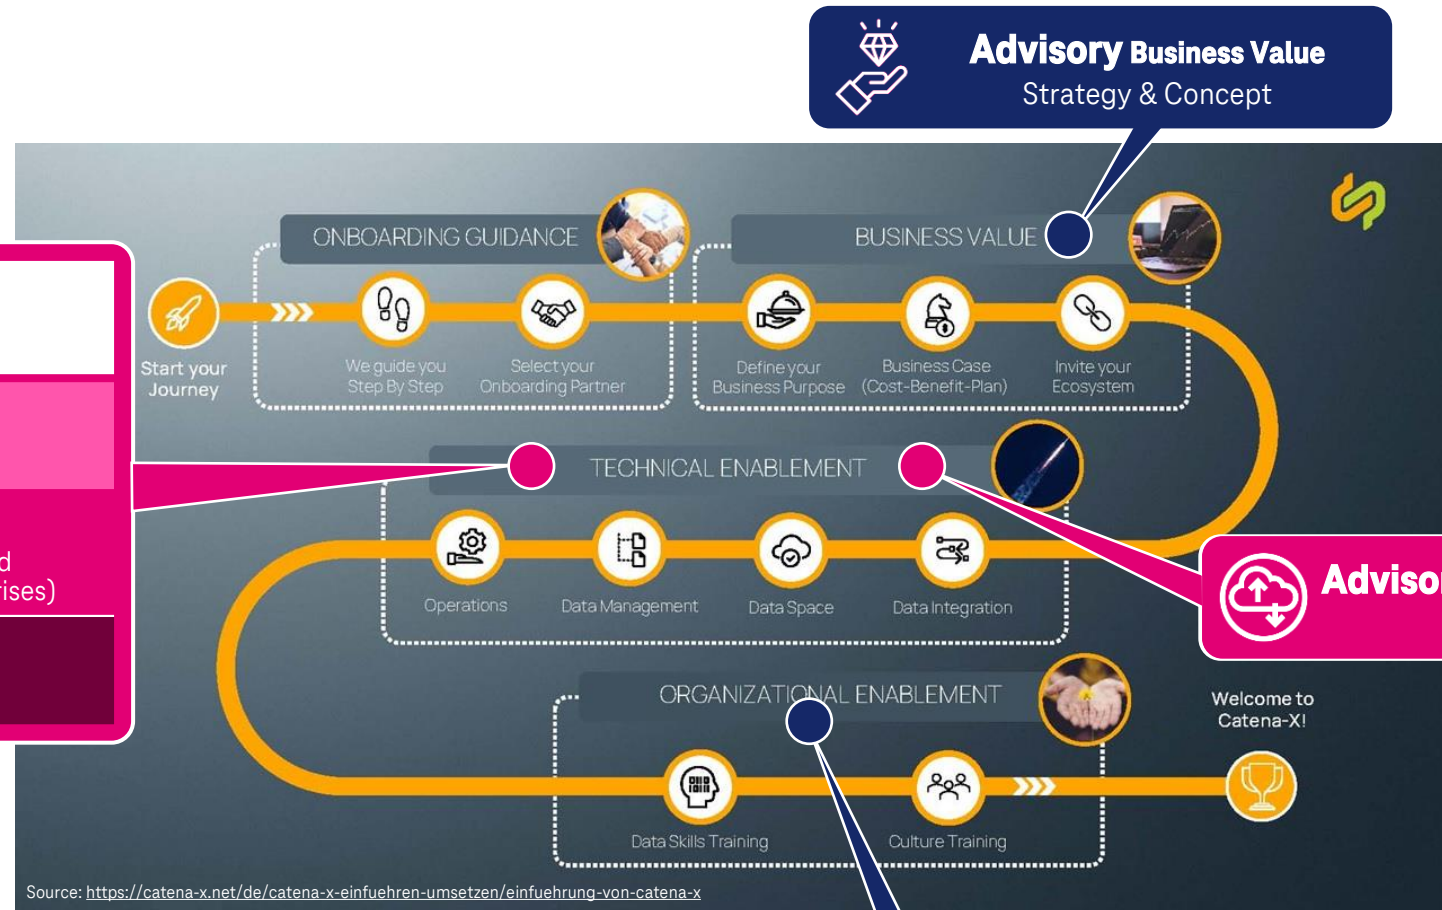 Advisory Business Value
Strategy & Concept
ONBOARDING GUIDANCE
BUSINESS VALUE
Start your
Journey
We guide you
Step By Step
Select your
Onboarding Partner
Define your
Business Purpose
Business Case
(Cost-Benefit-Plan)
Invite your
Ecosystem
TECHNICAL ENABLEMENT
Operations
Data Management
Data Space
Data Integration
ORGANIZATIONAL ENABLEMENT
Data Skills Training
Culture Training
Welcome to
Catena-X!
Source: https://catena-x.net/de/catena-x-einfuehren-umsetzen/einfuehrung-von-catena-x